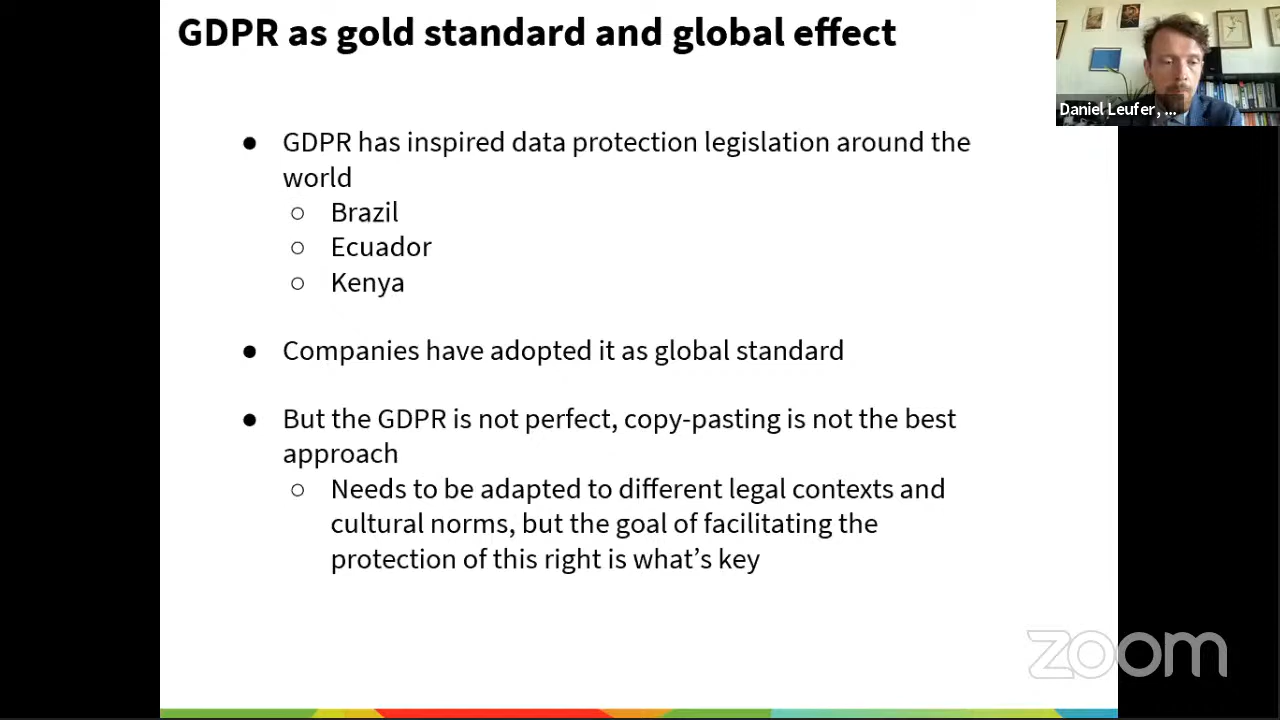 GDPR as gold standard and global effect
Daniel Leufer, ...
● GDPR has inspired data protection legislation around the
world
○ Brazil
○ Ecuador
○ Kenya
● Companies have adopted it as global standard
● But the GDPR is not perfect, copy-pasting is not the best
approach
○ Needs to be adapted to different legal contexts and
cultural norms, but the goal of facilitating the
protection of this right is what’s key
zoom